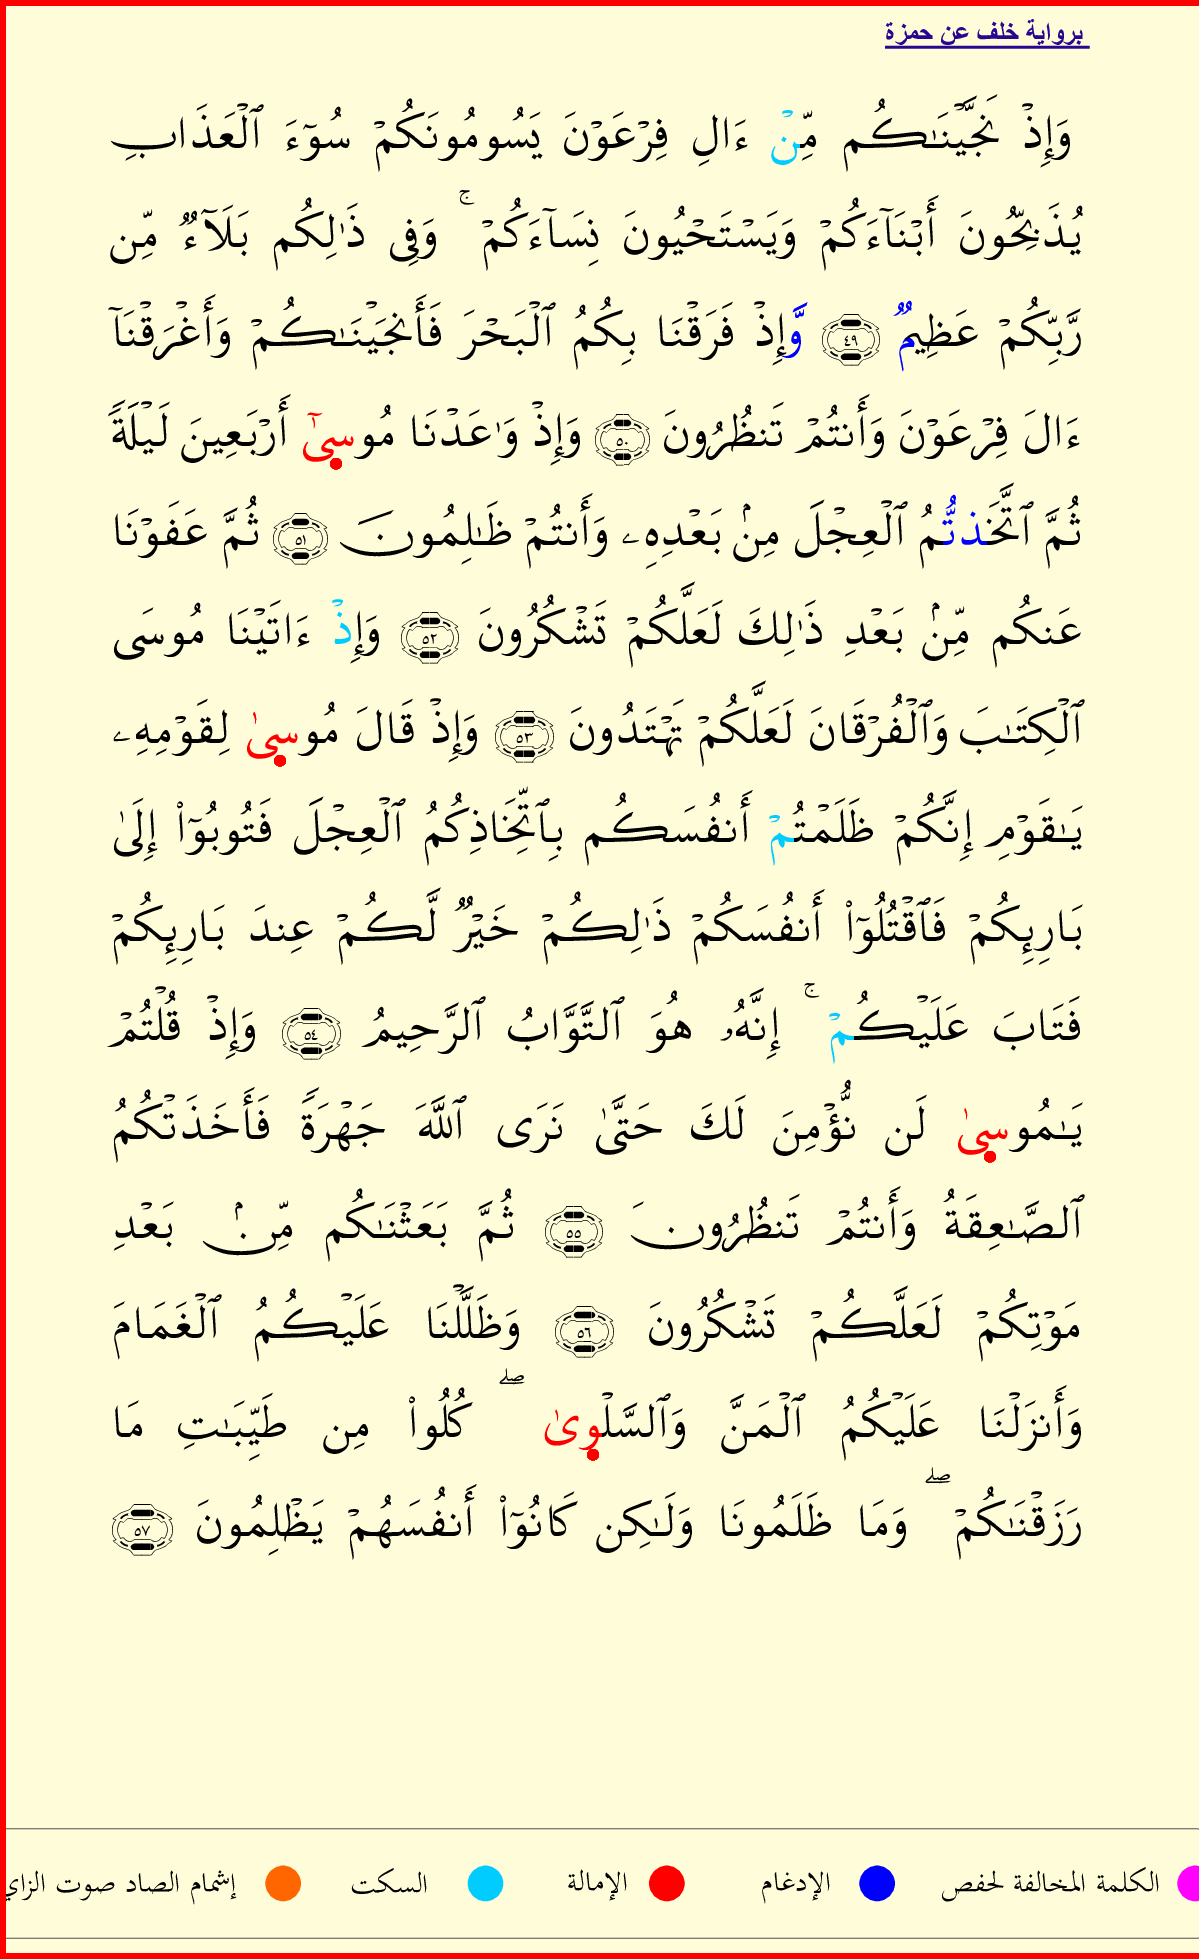 برواية خلف عن حمزة
وَإِذۡ نَجَّيۡنَٰكُم مِّنۡ ءَالِ فِرۡعَوۡنَ يَسُومُونَكُمۡ سُوٓءَ ٱلۡعَذَابِ
يُذَبِّحُونَ أَبۡنَآءَكُمۡ وَيَسۡتَحۡيُونَ نِسَآءَكُمۡۚ وَفِي ذَٰلِكُم بَلَآءٞ مِّن
رَّبِّكُمۡ عَظِيمٞ ٤٩ وَّإِذۡ فَرَقۡنَا بِكُمُ ٱلۡبَحۡرَ فَأَنجَيۡنَٰكُمۡ وَأَغۡرَقۡنَآ
ءَالَ فِرۡعَوۡنَ وَأَنتُمۡ تَنظُرُونَ ٥٠ وَإِذۡ وَٰعَدۡنَا مُوسِيٰٓ أَرۡبَعِينَ لَيۡلَةٗ
ثُمَّ ٱتَّخَذتُّمُ ٱلۡعِجۡلَ مِنۢ بَعۡدِهِۦ وَأَنتُمۡ ظَٰلِمُونَ ٥١ ثُمَّ عَفَوۡنَا
عَنكُم مِّنۢ بَعۡدِ ذَٰلِكَ لَعَلَّكُمۡ تَشۡكُرُونَ ٥٢ وَإِذۡ ءَاتَيۡنَا مُوسَى
ٱلۡكِتَٰبَ وَٱلۡفُرۡقَانَ لَعَلَّكُمۡ تَهۡتَدُونَ ٥٣ وَإِذۡ قَالَ مُوسِيٰ لِقَوۡمِهِۦ
يَٰقَوۡمِ إِنَّكُمۡ ظَلَمۡتُمۡ أَنفُسَكُم بِٱتِّخَاذِكُمُ ٱلۡعِجۡلَ فَتُوبُوٓاْ إِلَىٰ
بَارِئِكُمۡ فَٱقۡتُلُوٓاْ أَنفُسَكُمۡ ذَٰلِكُمۡ خَيۡرٞ لَّكُمۡ عِندَ بَارِئِكُمۡ
فَتَابَ عَلَيۡكُمۡۚ إِنَّهُۥ هُوَ ٱلتَّوَّابُ ٱلرَّحِيمُ ٥٤ وَإِذۡ قُلۡتُمۡ
يَٰمُوسِيٰ لَن نُّؤۡمِنَ لَكَ حَتَّىٰ نَرَى ٱللَّهَ جَهۡرَةٗ فَأَخَذَتۡكُمُ
ٱلصَّٰعِقَةُ وَأَنتُمۡ تَنظُرُونَ ٥٥ ثُمَّ بَعَثۡنَٰكُم مِّنۢ بَعۡدِ
مَوۡتِكُمۡ لَعَلَّكُمۡ تَشۡكُرُونَ ٥٦ وَظَلَّلۡنَا عَلَيۡكُمُ ٱلۡغَمَامَ
وَأَنزَلۡنَا عَلَيۡكُمُ ٱلۡمَنَّ وَٱلسَّلۡوِيٰۖ كُلُواْ مِن طَيِّبَٰتِ مَا
رَزَقۡنَٰكُمۡۖ وَمَا ظَلَمُونَا وَلَٰكِن كَانُوٓاْ أَنفُسَهُمۡ يَظۡلِمُونَ ٥٧
الكلمة المخالفة لحفص الإدغام الإمالة السكت إشمام الصاد صوت الزاي